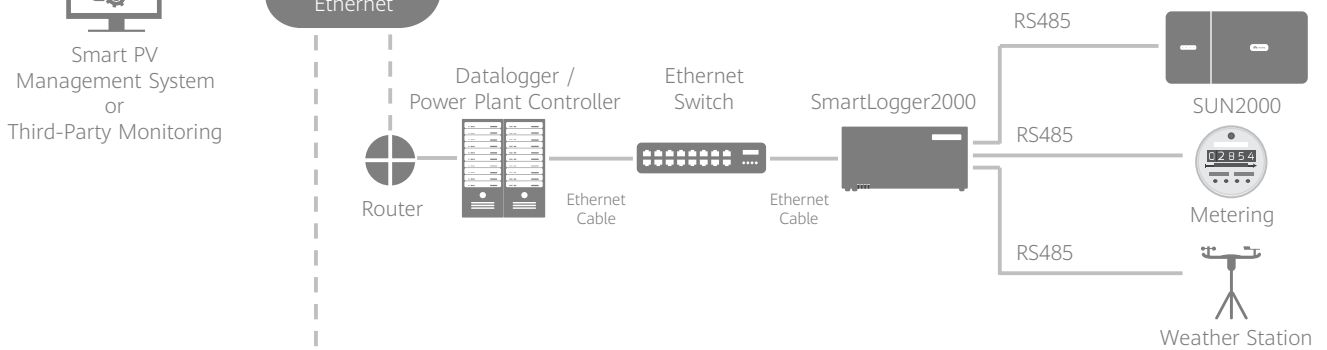 Ethernet
Smart PV
Management System
or
Third-Party Monitoring
Datalogger /
Power Plant Controller
Ethernet
Switch
SmartLogger2000
RS485
SUN2000
RS485
02854
Metering
Router
Ethernet
Cable
Ethernet
Cable
RS485
Weather Station